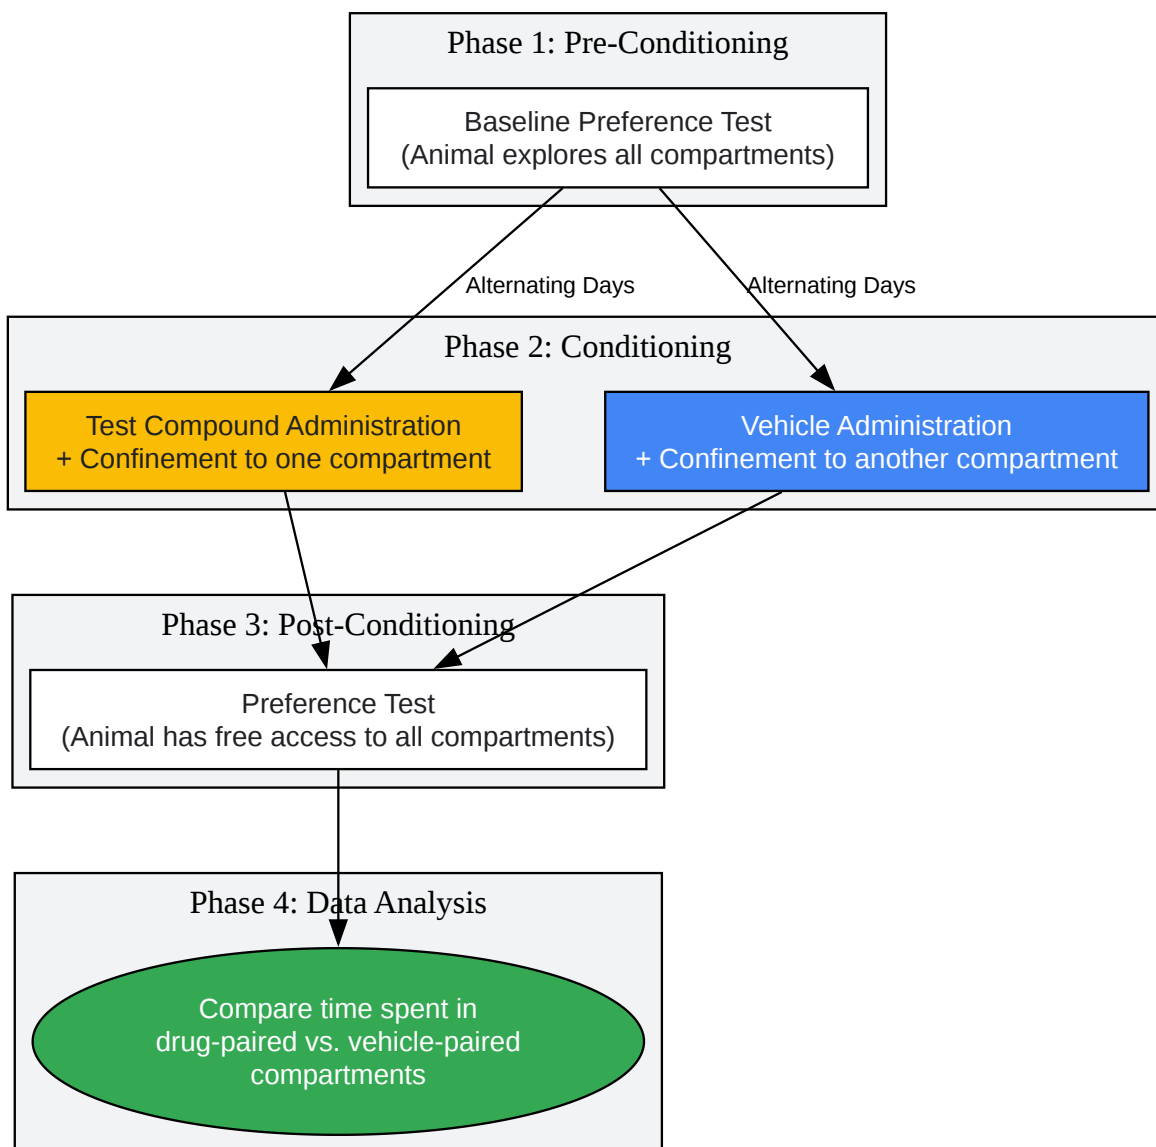 Phase 1: Pre-Conditioning
Baseline Preference Test
(Animal explores all compartments)
Alternating Days
Alternating Days
Phase 2: Conditioning
Test Compound Administration
+ Confinement to one compartment
Vehicle Administration
+ Confinement to another compartment
Phase 3: Post-Conditioning
Preference Test
(Animal has free access to all compartments)
Phase 4: Data Analysis
Compare time spent in
drug-paired vs. vehicle-paired
compartments